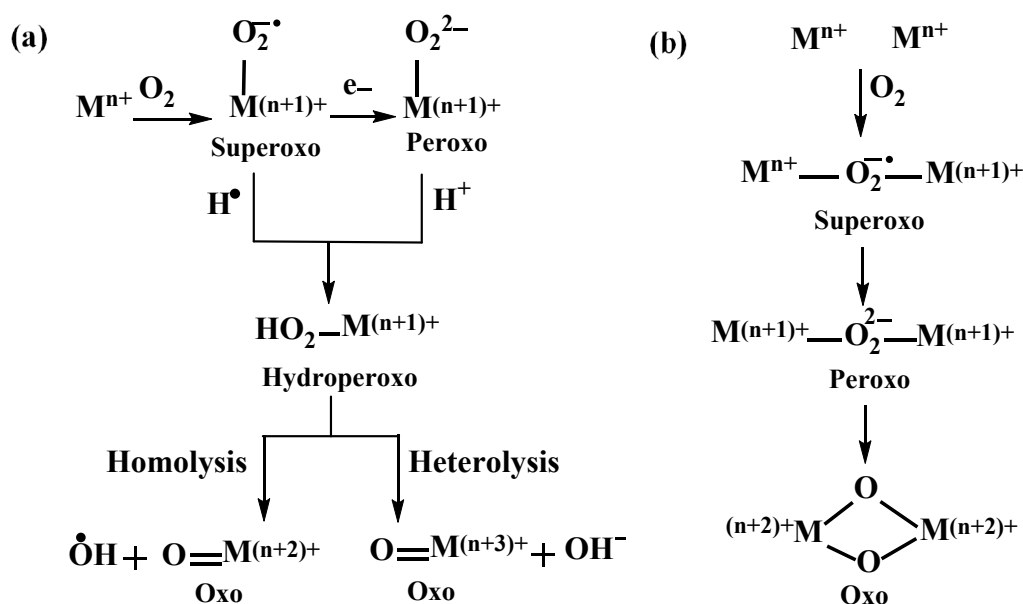 (a)
O₂⁻•
O₂²⁻
Mⁿ⁺ O₂ M⁽ⁿ⁺¹⁾⁺ e– M⁽ⁿ⁺¹⁾⁺
Superoxo Peroxo
H• H⁺
HO₂–M⁽ⁿ⁺¹⁾⁺
Hydroperoxo
Homolysis Heterolysis
•OH + O=M⁽ⁿ⁺²⁾⁺ O=M⁽ⁿ⁺³⁾⁺ + OH⁻
Oxo Oxo
(b)
Mⁿ⁺ Mⁿ⁺
O₂
Mⁿ⁺—O₂⁻•—M⁽ⁿ⁺¹⁾⁺
Superoxo
M⁽ⁿ⁺¹⁾⁺—O₂²⁻—M⁽ⁿ⁺¹⁾⁺
Peroxo
O
⁽ⁿ⁺²⁾⁺M M⁽ⁿ⁺²⁾⁺
O
Oxo